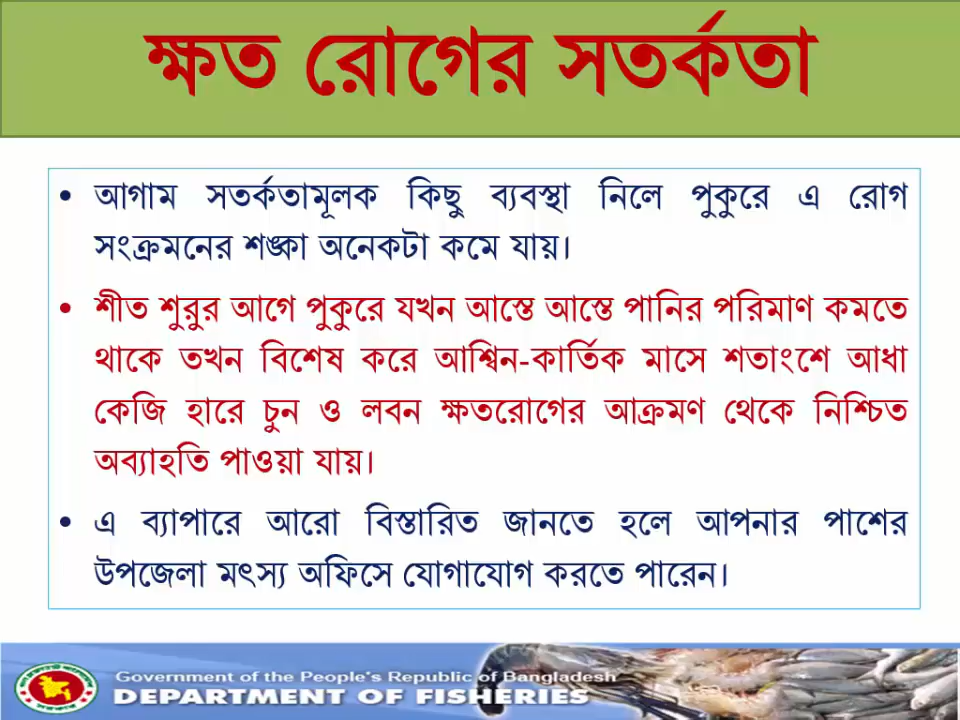 ক্ষত রোগের সতর্কতা
• আগাম সতর্কতামূলক কিছু ব্যবস্থা নিলে পুকুরে এ রোগ
সংক্রমনের শঙ্কা অনেকটা কমে যায়।
• শীত শুরুর আগে পুকুরে যখন আস্তে আস্তে পানির পরিমাণ কমতে
থাকে তখন বিশেষ করে আশ্বিন-কার্তিক মাসে শতাংশে আধা
কেজি হারে চুন ও লবন ক্ষতরোগের আক্রমণ থেকে নিশ্চিত
অব্যাহতি পাওয়া যায়।
• এ ব্যাপারে আরো বিস্তারিত জানতে হলে আপনার পাশের
উপজেলা মৎস্য অফিসে যোগাযোগ করতে পারেন।
Government of the People's Republic of Bangladesh
DEPARTMENT OF FISHERIES